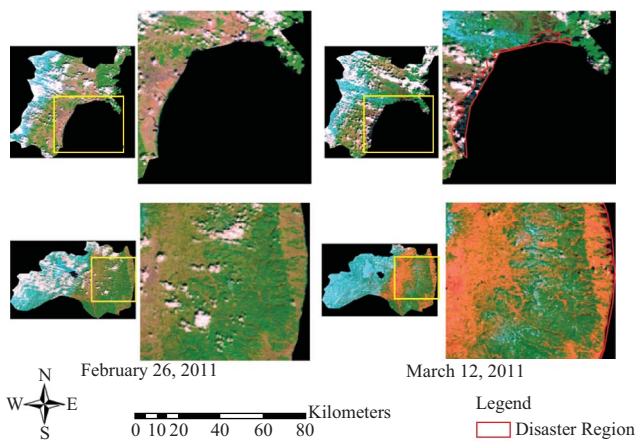 February 26, 2011
March 12, 2011
N
W E
S
Kilometers
0 10 20 40 60 80
Legend
Disaster Region